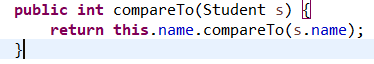 public int compareTo(Student s) {
return this.name.compareTo(s.name);
}